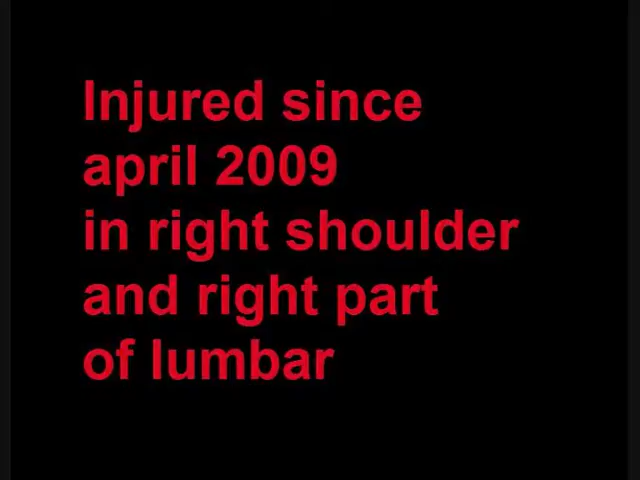 Injured since
april 2009
in right shoulder
and right part
of lumbar